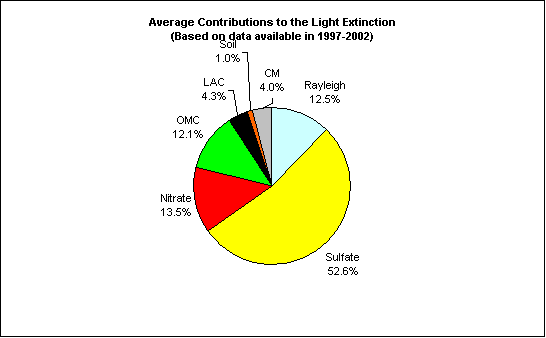 Average Contributions to the Light Extinction
(Based on data available in 1997-2002)
Soil
1.0%
LAC
4.3%
CM
4.0%
Rayleigh
12.5%
OMC
12.1%
Nitrate
13.5%
Sulfate
52.6%